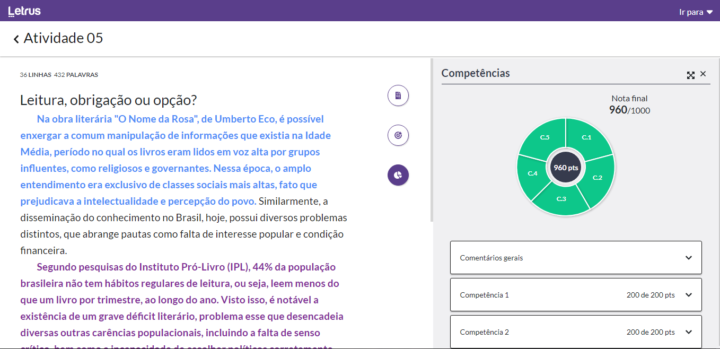 Letrus
Ir para
Atividade 05
36 LINHAS 432 PALAVRAS
Leitura, obrigação ou opção?
Na obra literária "O Nome da Rosa", de Umberto Eco, é possível
enxergar a comum manipulação de informações que existia na Idade
Média, período no qual os livros eram lidos em voz alta por grupos
influentes, como religiosos e governantes. Nessa época, o amplo
entendimento era exclusivo de classes sociais mais altas, fato que
prejudicava a intelectualidade e percepção do povo. Similarmente, a
disseminação do conhecimento no Brasil, hoje, possui diversos problemas
distintos, que abrange pautas como falta de interesse popular e condição
financeira.
Segundo pesquisas do Instituto Pró-Livro (IPL), 44% da população
brasileira não tem hábitos regulares de leitura, ou seja, leem menos do
que um livro por trimestre, ao longo do ano. Visto isso, é notável a
existência de um grave déficit literário, problema esse que desencadeia
diversas outras carências populacionais, incluindo a falta de senso
crítico, bem como a incapacidade de escolhas políticas corretamente
Competências
Nota final
960/1000
C.5
C.1
C.4
960 pts
C.2
C.3
Comentários gerais
Competência 1 200 de 200 pts
Competência 2 200 de 200 pts